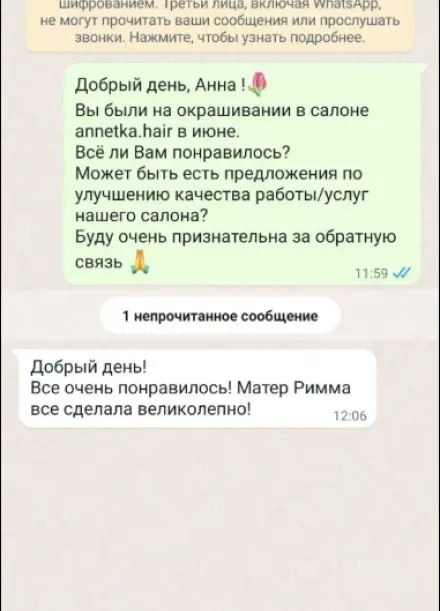 шифрованием. Третьи лица, включая WhatsApp,
не могут прочитать ваши сообщения или прослушать
звонки. Нажмите, чтобы узнать подробнее.
Добрый день, Анна !🌷
Вы были на окрашивании в салоне
annetka.hair в июне.
Всё ли Вам понравилось?
Может быть есть предложения по
улучшению качества работы/услуг
нашего салона?
Буду очень признательна за обратную
связь 🙏
11:59
1 непрочитанное сообщение
Добрый день!
Все очень понравилось! Матер Римма
все сделала великолепно!
12:06